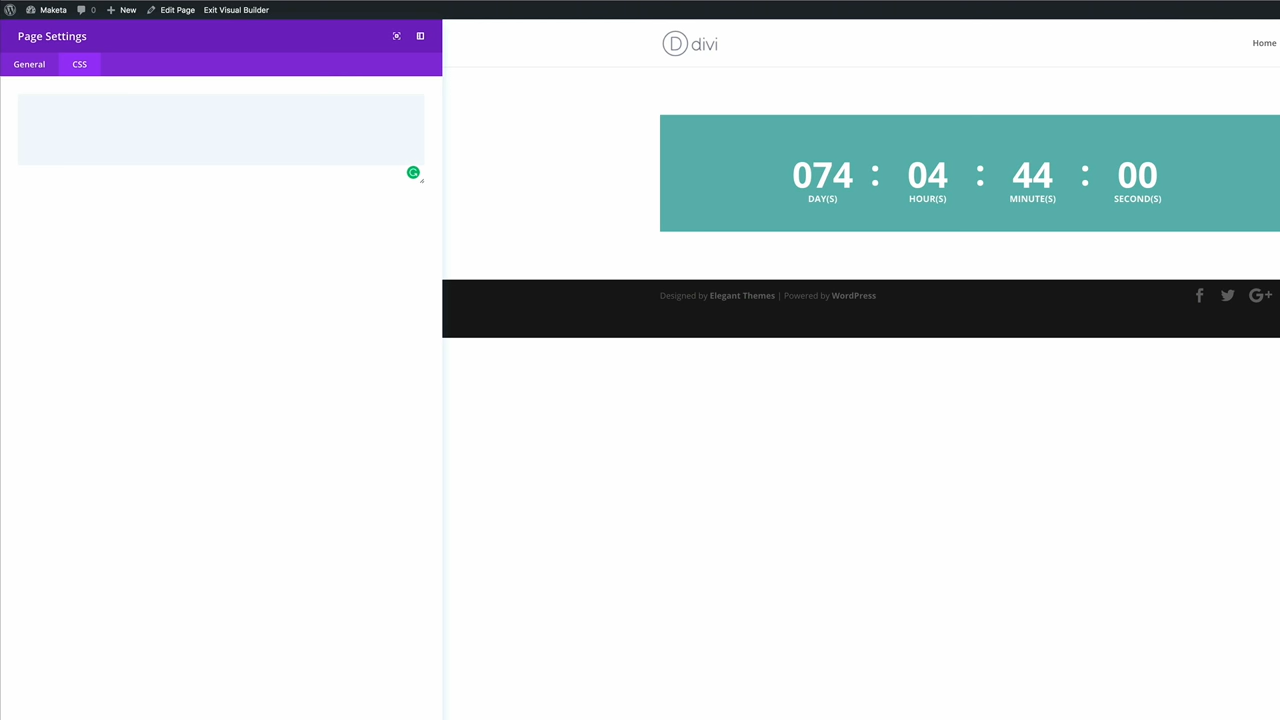 Maketa 0 New Edit Page Exit Visual Builder
Page Settings
General CSS
D divi
Home
074 : 04 : 44 : 00
DAY(S) HOUR(S) MINUTE(S) SECOND(S)
Designed by Elegant Themes | Powered by WordPress